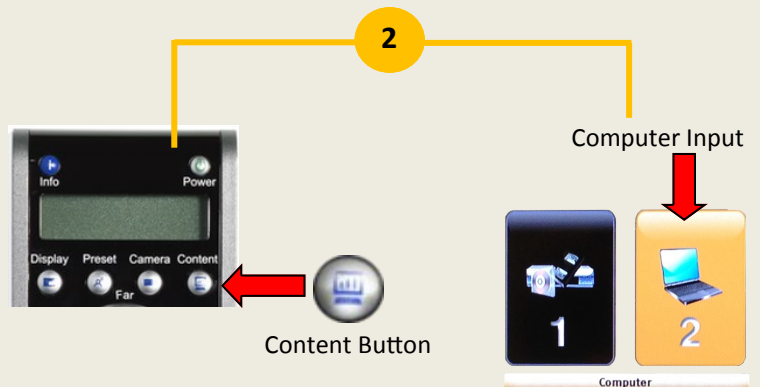 2
Computer Input
Info
Power
Display Preset Camera Content
Far
Content Button
1
2
Computer